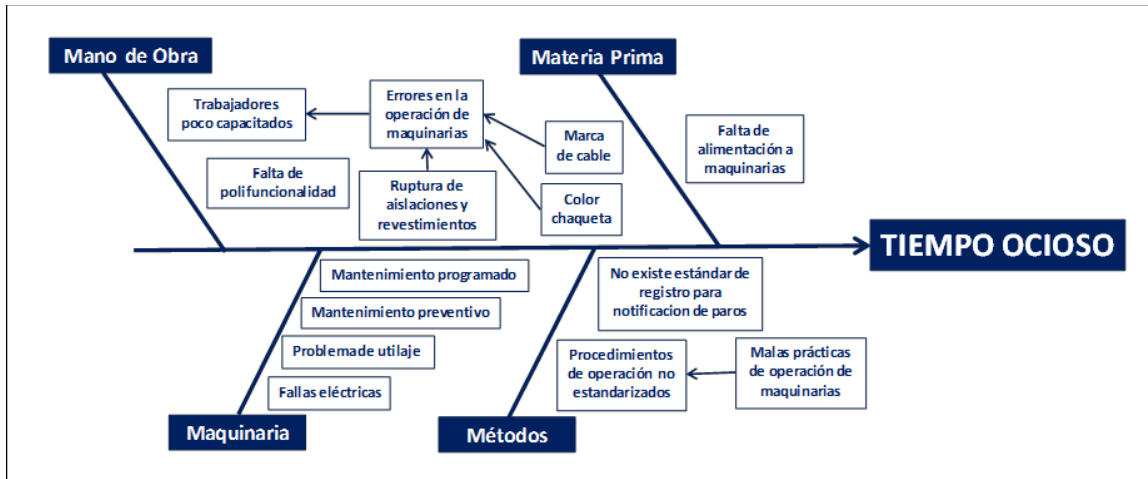 Mano de Obra
Materia Prima
Trabajadores
poco capacitados
Errores en la
operación de
maquinarias
Marca
de cable
Falta de
alimentación a
maquinarias
Falta de
polifuncionalidad
Ruptura de
aislaciones y
revestimientos
Color
chaqueta
TIEMPO OCIOSO
Mantenimiento programado
Mantenimiento preventivo
Problema de utilaje
Fallas eléctricas
No existe estándar de
registro para
notificacion de paros
Procedimientos
de operación no
estandarizados
Malas prácticas
de operación de
maquinarias
Maquinaria
Métodos